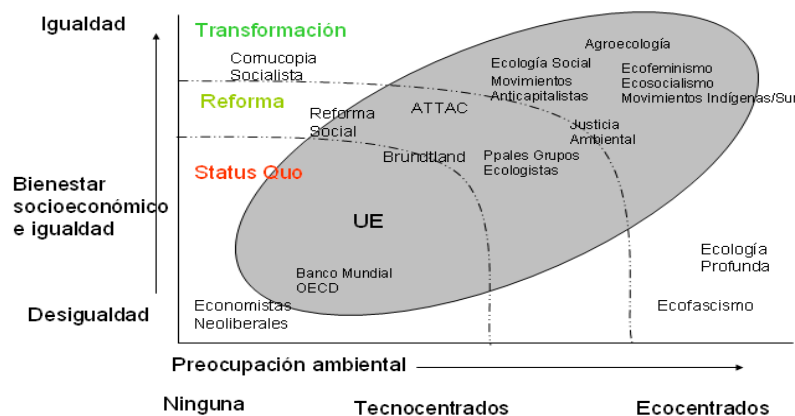 Igualdad
Transformación
Cornucopia
Socialista
Agroecología
Ecología Social
Movimientos
Anticapitalistas
Ecofeminismo
Ecosocialismo
Movimientos Indígenas/Sur
Reforma
Reforma
Social
ATTAC
Justicia
Ambiental
Status Quo
Brundtland
Ppales Grupos
Ecologistas
Bienestar
socioeconómico
e igualdad
UE
Ecología
Profunda
Banco Mundial
OECD
Desigualdad
Economistas
Neoliberales
Ecofascismo
Preocupación ambiental
Ninguna
Tecnocentrados
Ecocentrados